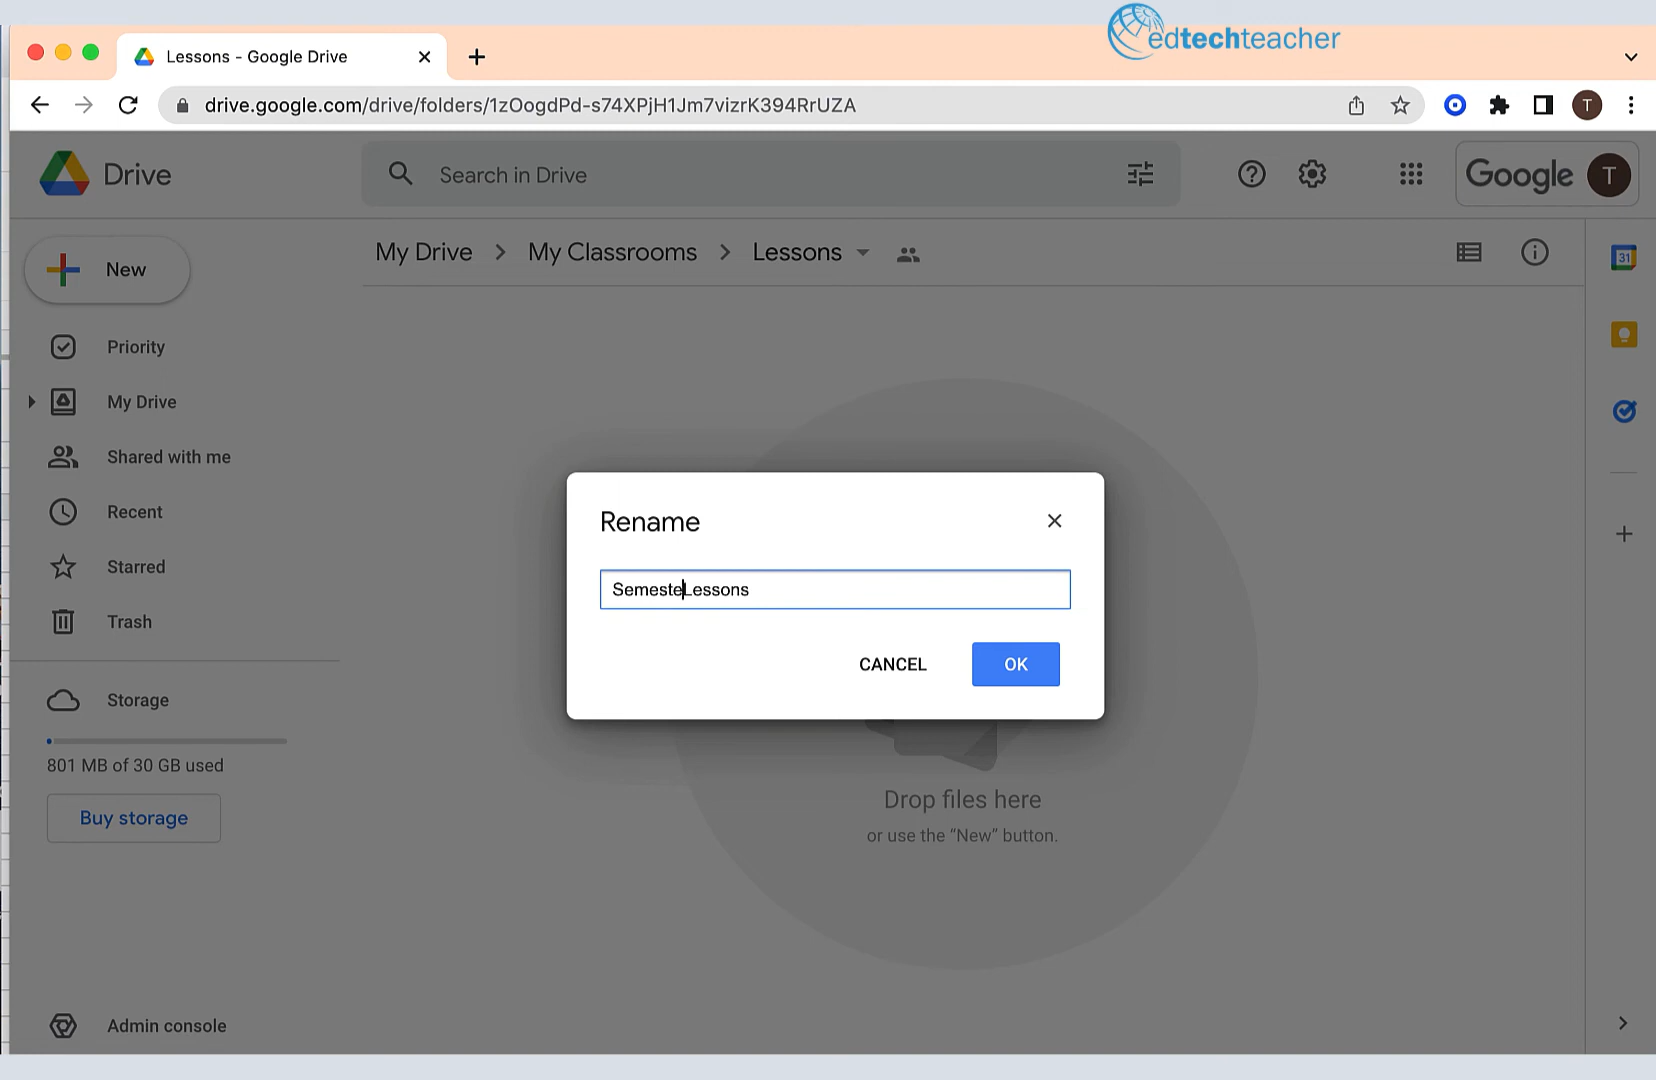 edtechteacher
Lessons - Google Drive
drive.google.com/drive/folders/1zOogdPd-s74XPjH1Jm7vizrK394RrUZA
T
Drive
Search in Drive
Google
T
New
My Drive
My Classrooms
Lessons
31
Priority
My Drive
Shared with me
Recent
Starred
Trash
Storage
801 MB of 30 GB used
Buy storage
Admin console
Rename
SemesteLessons
CANCEL
OK
Drop files here
or use the “New” button.